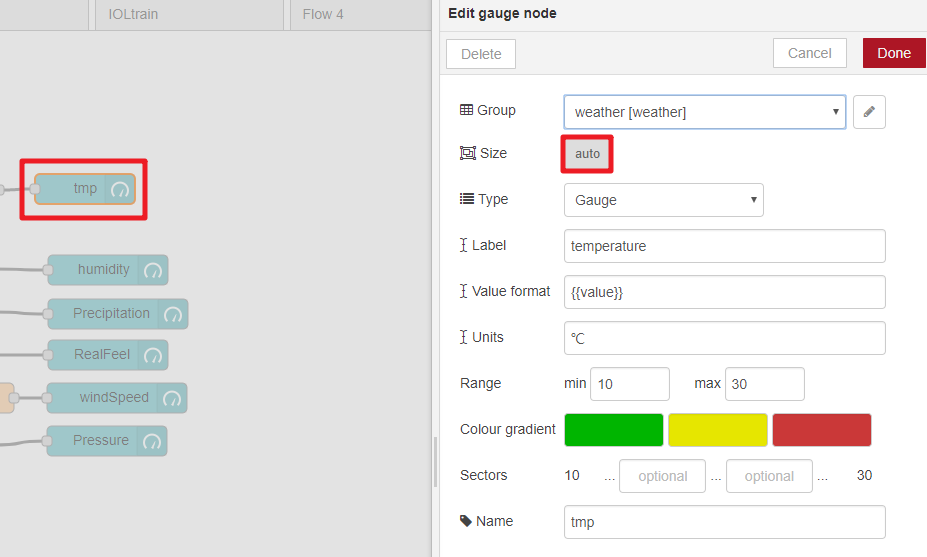 IOLtrain
Flow 4
tmp
humidity
Precipitation
RealFeel
windSpeed
Pressure
Edit gauge node
Delete
Cancel
Done
Group
weather [weather]
Size
auto
Type
Gauge
Label
temperature
Value format
{{value}}
Units
℃
Range
min 10
max 30
Colour gradient
Sectors
10 ... optional ... optional ... 30
Name
tmp